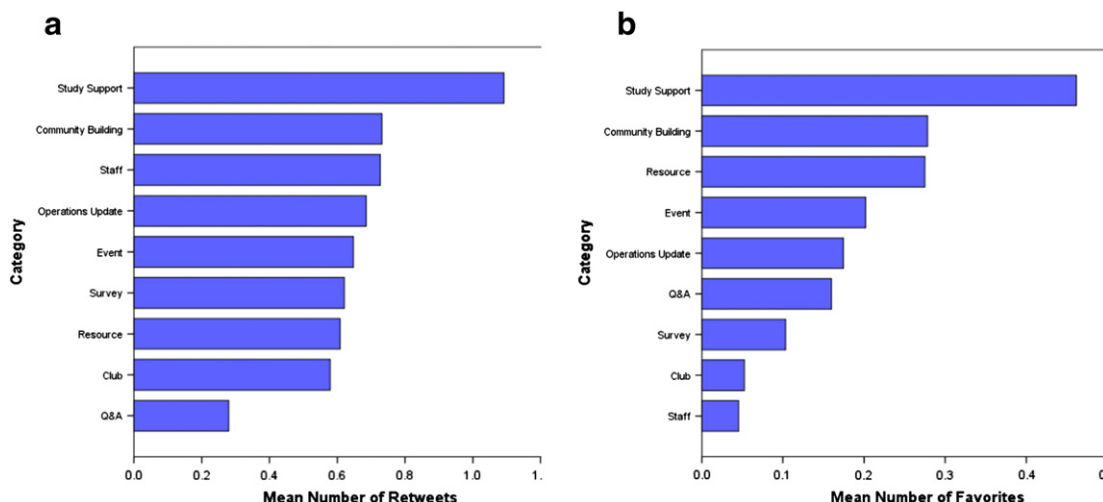 a
Study Support
Community Building
Staff
Operations Update
Event
Survey
Resource
Club
Q&A
Category
0.0 0.2 0.4 0.6 0.8 1.0 1.
Mean Number of Retweets
b
Study Support
Community Building
Resource
Event
Operations Update
Q&A
Survey
Club
Staff
Category
0.0 0.1 0.2 0.3 0.4 0
Mean Number of Favorites